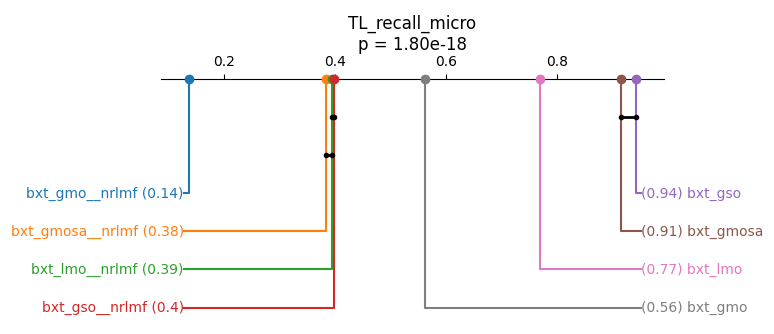 TL_recall_micro
p = 1.80e-18
0.2 0.4 0.6 0.8
bxt_gmo__nrlmf (0.14) (0.94) bxt_gso
bxt_gmosa__nrlmf (0.38) (0.91) bxt_gmosa
bxt_lmo__nrlmf (0.39) (0.77) bxt_lmo
bxt_gso__nrlmf (0.4) (0.56) bxt_gmo